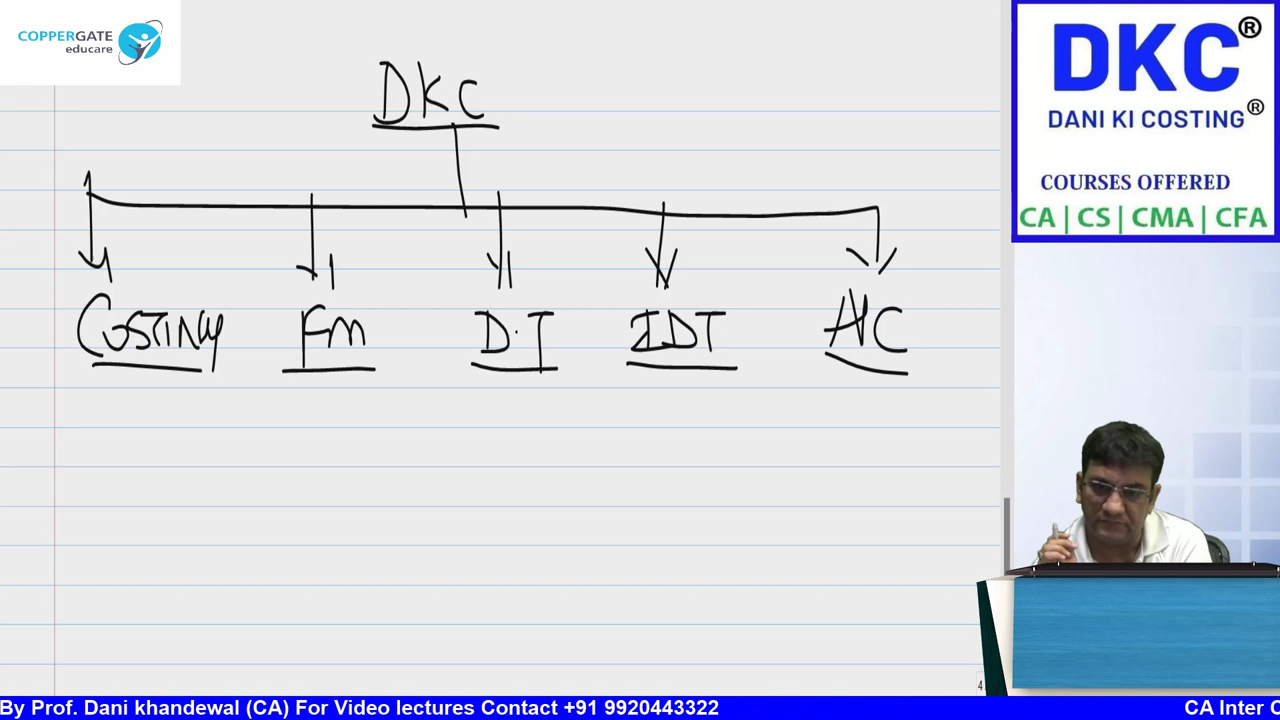 COPPERGATE
educare
DKC
Costing
FM
D.T
IDT
A/C
DKC®
DANI KI COSTING®
COURSES OFFERED
CA | CS | CMA | CFA
4
By Prof. Dani khandewal (CA) For Video lectures Contact +91 9920443322
CA Inter C